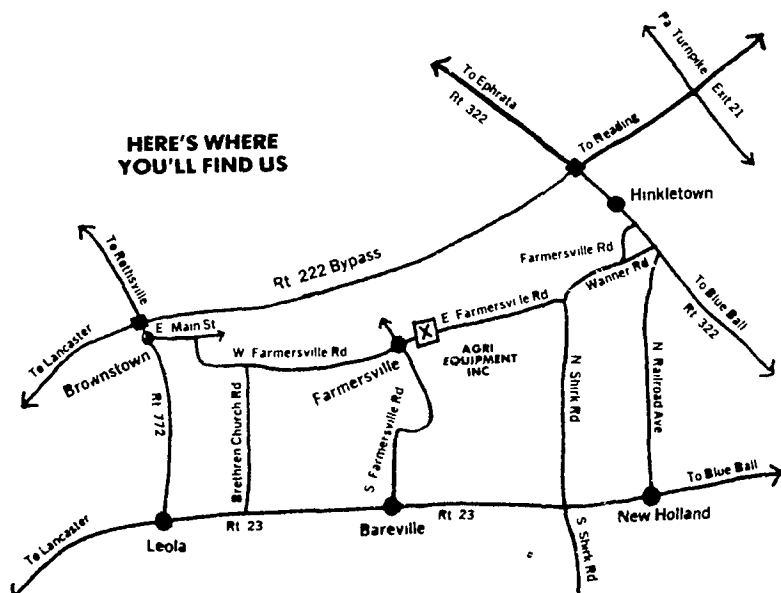 Pa Turnpike
Exit 21
To Ephrata
Rt 322
To Reading
HERE'S WHERE
YOU'LL FIND US
Hinkletown
To Rothsville
Rt 222 Bypass
Farmersville Rd
Wanner Rd
To Blue Ball
Rt 322
E Main St
E Farmersville Rd
X
AGRI
EQUIPMENT
INC
To Lancaster
Brownstown
W Farmersville Rd
Farmersville
Rt 772
Brethren Church Rd
S Farmersville Rd
N Shirk Rd
N Railroad Ave
To Blue Ball
To Lancaster
Leola
Rt 23
Bareville
Rt 23
New Holland
S Shirk Rd